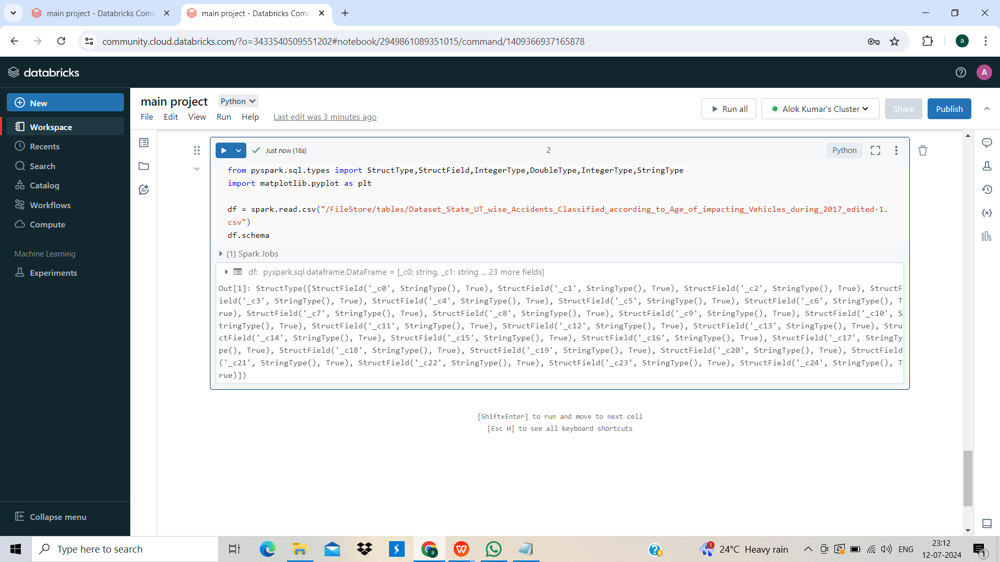 main project - Databricks Com
main project - Databricks Com
community.cloud.databricks.com/?o=3433540509551202#notebook/2949861089351015/command/1409366937165878
a
databricks
A
New
Workspace
Recents
Search
Catalog
Workflows
Compute
Machine Learning
Experiments
Collapse menu
main project
Python
File Edit View Run Help Last edit was 3 minutes ago
Run all
Alok Kumar's Cluster
Share
Publish
Just now (18s)
2
Python
from pyspark.sql.types import StructType,StructField,IntegerType,DoubleType,IntegerType,StringType
import matplotlib.pyplot as plt
df = spark.read.csv("/FileStore/tables/Dataset_State_UT_wise_Accidents_Classified_according_to_Age_of_impacting_Vehicles_during_2017_edited-1.
csv")
df.schema
(1) Spark Jobs
df: pyspark.sql.dataframe.DataFrame = [_c0: string, _c1: string ... 23 more fields]
Out[1]: StructType([StructField('_c0', StringType(), True), StructField('_c1', StringType(), True), StructField('_c2', StringType(), True), StructF
ield('_c3', StringType(), True), StructField('_c4', StringType(), True), StructField('_c5', StringType(), True), StructField('_c6', StringType(), T
rue), StructField('_c7', StringType(), True), StructField('_c8', StringType(), True), StructField('_c9', StringType(), True), StructField('_c10', S
tringType(), True), StructField('_c11', StringType(), True), StructField('_c12', StringType(), True), StructField('_c13', StringType(), True), Stru
ctField('_c14', StringType(), True), StructField('_c15', StringType(), True), StructField('_c16', StringType(), True), StructField('_c17', StringTy
pe(), True), StructField('_c18', StringType(), True), StructField('_c19', StringType(), True), StructField('_c20', StringType(), True), StructField
('_c21', StringType(), True), StructField('_c22', StringType(), True), StructField('_c23', StringType(), True), StructField('_c24', StringType(), T
rue)])
[Shift+Enter] to run and move to next cell
[Esc H] to see all keyboard shortcuts
Type here to search
1
24°C Heavy rain
ENG
23:12
12-07-2024
1